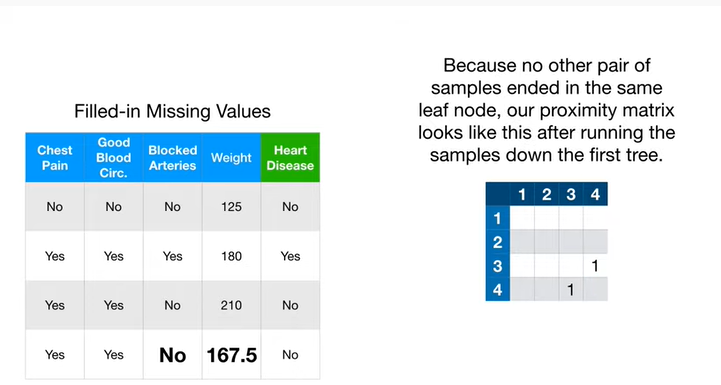 Because no other pair of
samples ended in the same
leaf node, our proximity matrix
looks like this after running the
samples down the first tree.
Filled-in Missing Values
Chest Pain Good Blood Circ. Blocked Arteries Weight Heart Disease
No No No 125 No
Yes Yes Yes 180 Yes
Yes Yes No 210 No
Yes Yes No 167.5 No
1 2 3 4
1
2
3 1
4 1